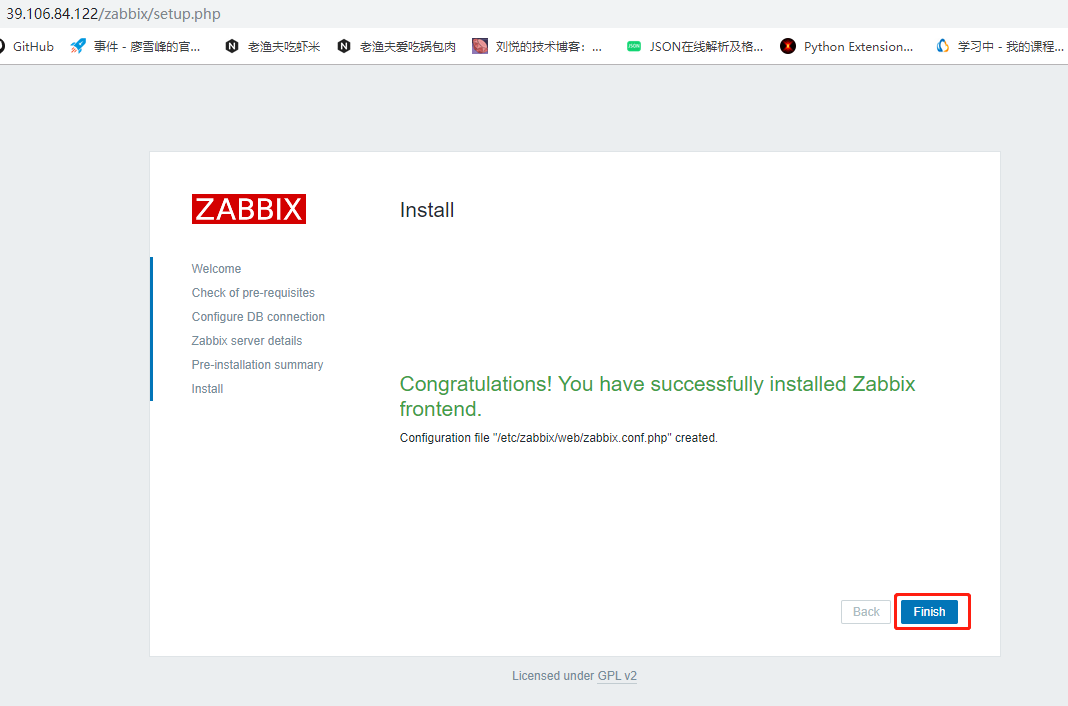 39.106.84.122/zabbix/setup.php
GitHub 事件 - 廖雪峰的官... 老渔夫吃虾米 老渔夫爱吃锅包肉 刘悦的技术博客: ... JSON在线解析及格... Python Extension... 学习中 - 我的课程...
ZABBIX
Install
Welcome
Check of pre-requisites
Configure DB connection
Zabbix server details
Pre-installation summary
Install
Congratulations! You have successfully installed Zabbix
frontend.
Configuration file "/etc/zabbix/web/zabbix.conf.php" created.
Back Finish
Licensed under GPL v2